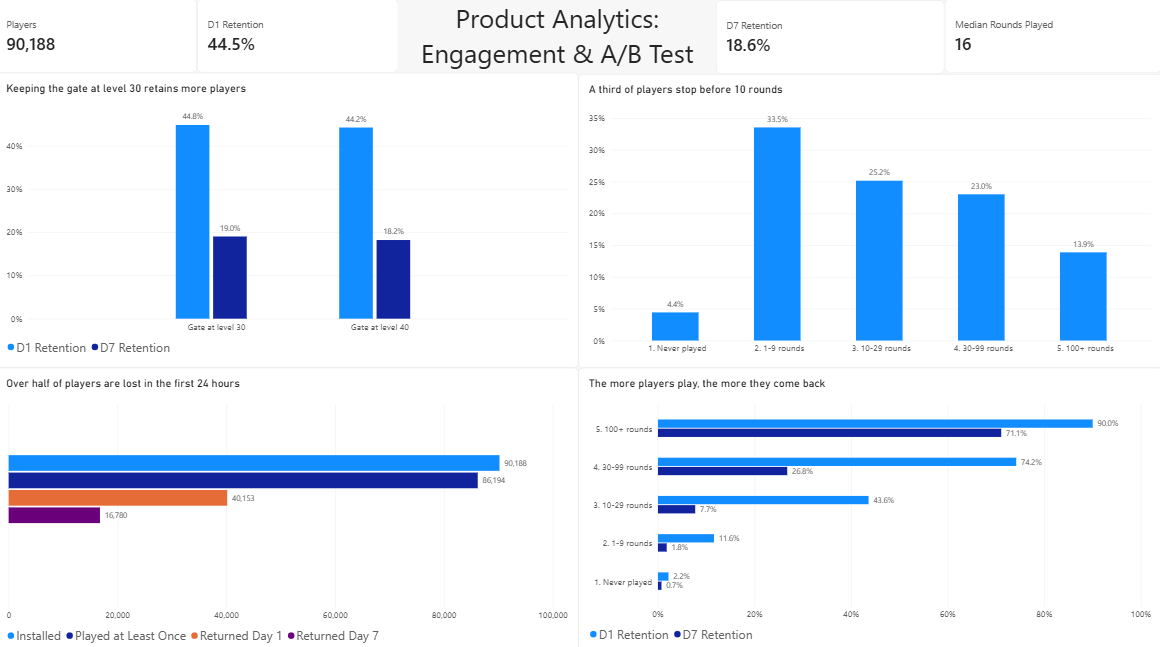 Players
90,188
D1 Retention
44.5%
Product Analytics:
Engagement & A/B Test
D7 Retention
18.6%
Median Rounds Played
16
Keeping the gate at level 30 retains more players
44.8%
44.2%
40%
30%
20%
19.0%
18.2%
10%
0%
Gate at level 30
Gate at level 40
D1 Retention
D7 Retention
A third of players stop before 10 rounds
35%
33.5%
30%
25%
25.2%
23.0%
20%
15%
13.9%
10%
5%
4.4%
0%
1. Never played
2. 1-9 rounds
3. 10-29 rounds
4. 30-99 rounds
5. 100+ rounds
Over half of players are lost in the first 24 hours
90,188
86,194
40,153
16,780
0
20,000
40,000
60,000
80,000
100,000
Installed
Played at Least Once
Returned Day 1
Returned Day 7
The more players play, the more they come back
5. 100+ rounds
90.0%
71.1%
4. 30-99 rounds
74.2%
26.8%
3. 10-29 rounds
43.6%
7.7%
2. 1-9 rounds
11.6%
1.8%
1. Never played
2.2%
0.7%
0%
20%
40%
60%
80%
100%
D1 Retention
D7 Retention